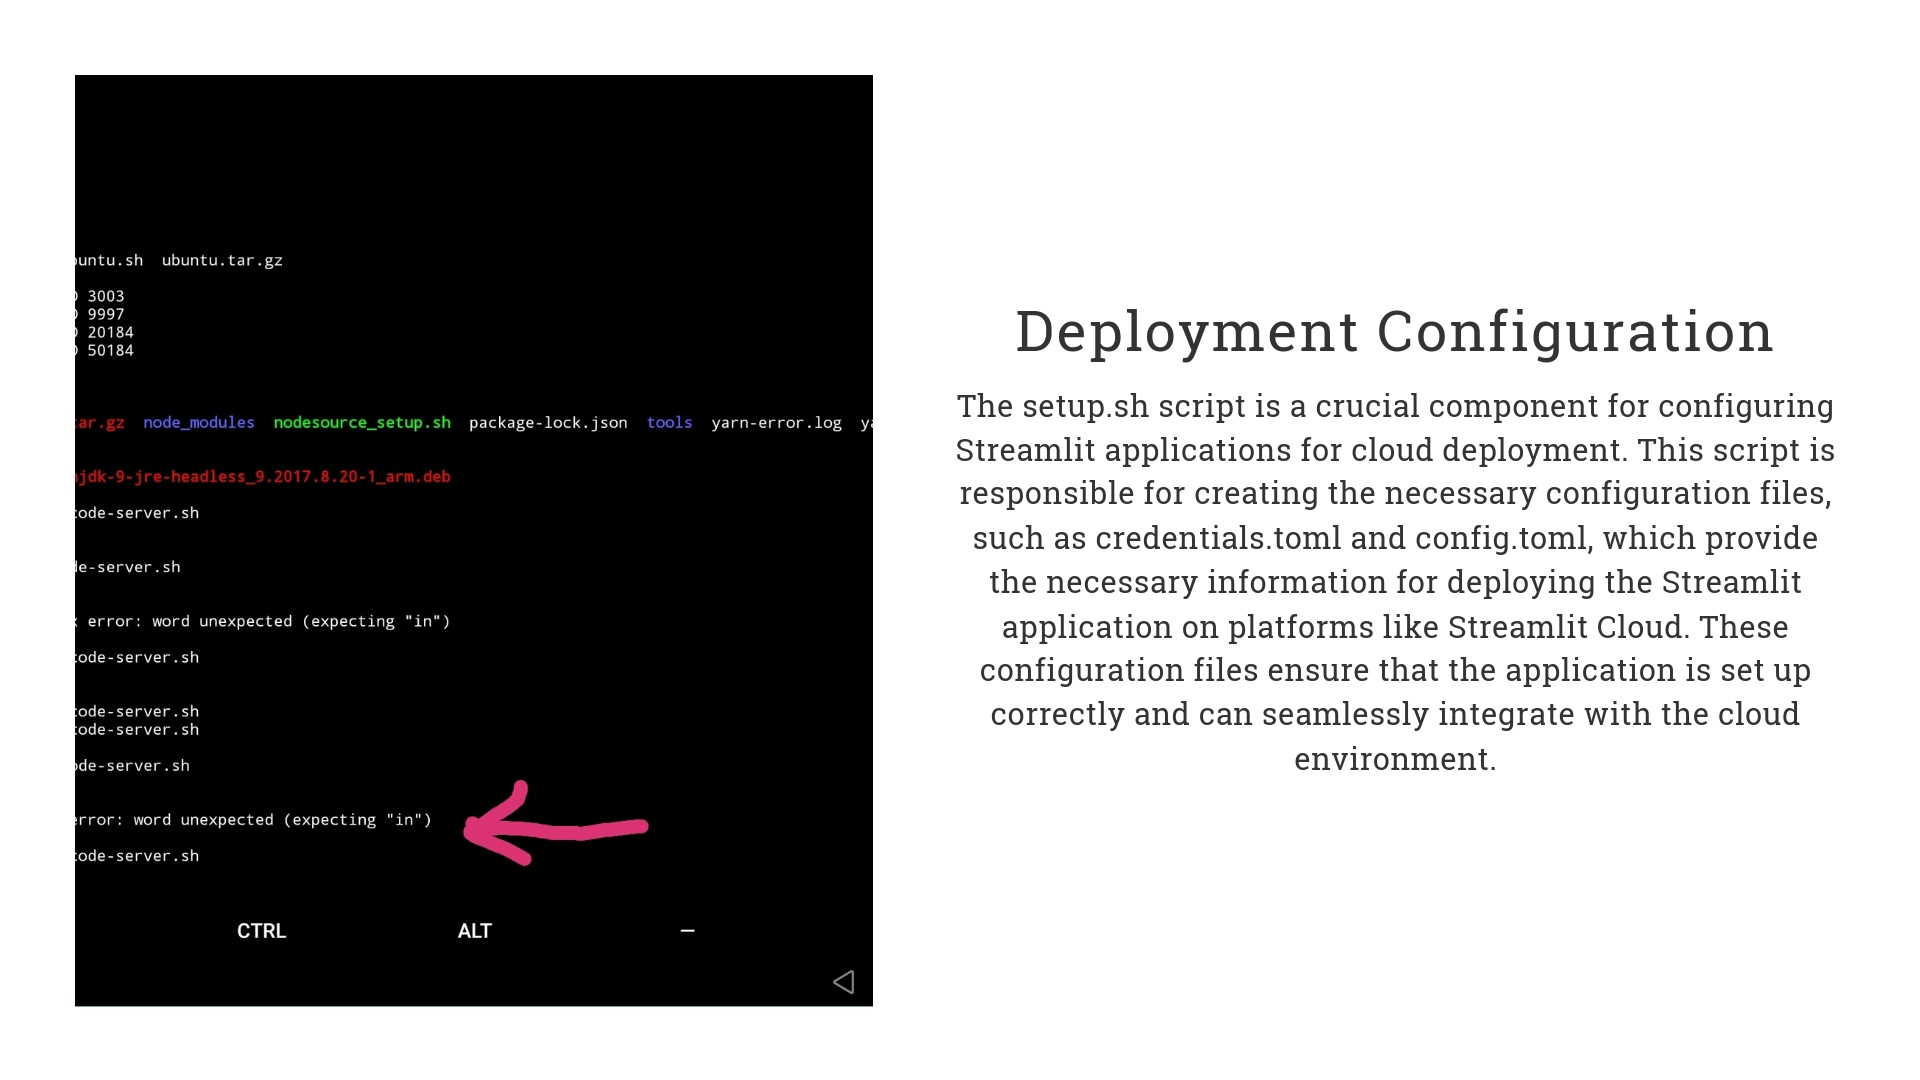 ubuntu.tar.gz
3003
9997
20184
50184
node_modules nodesource_setup.sh package-lock.json tools yarn-error.log
jdk-9-jre-headless_9.2017.8.20-1_arm.deb
ode-server.sh
de-server.sh
error: word unexpected (expecting "in")
ode-server.sh
ode-server.sh
ode-server.sh
de-server.sh
rror: word unexpected (expecting "in")
ode-server.sh
CTRL ALT —
Deployment Configuration
The setup.sh script is a crucial component for configuring
Streamlit applications for cloud deployment. This script is
responsible for creating the necessary configuration files,
such as credentials.toml and config.toml, which provide
the necessary information for deploying the Streamlit
application on platforms like Streamlit Cloud. These
configuration files ensure that the application is set up
correctly and can seamlessly integrate with the cloud
environment.